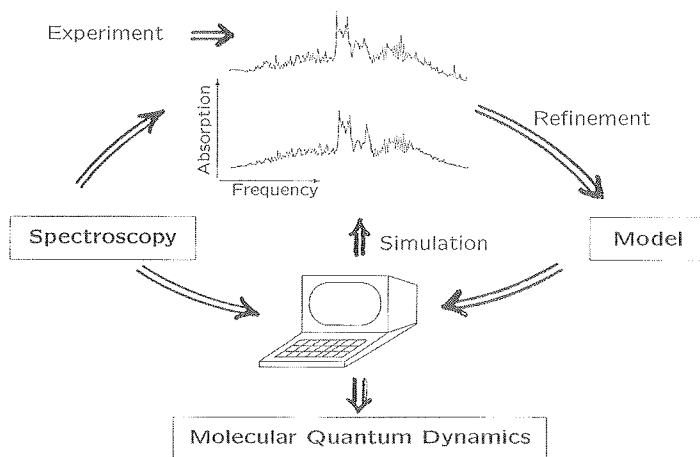 Experiment
Absorption
Frequency
Refinement
Spectroscopy
Simulation
Model
Molecular Quantum Dynamics